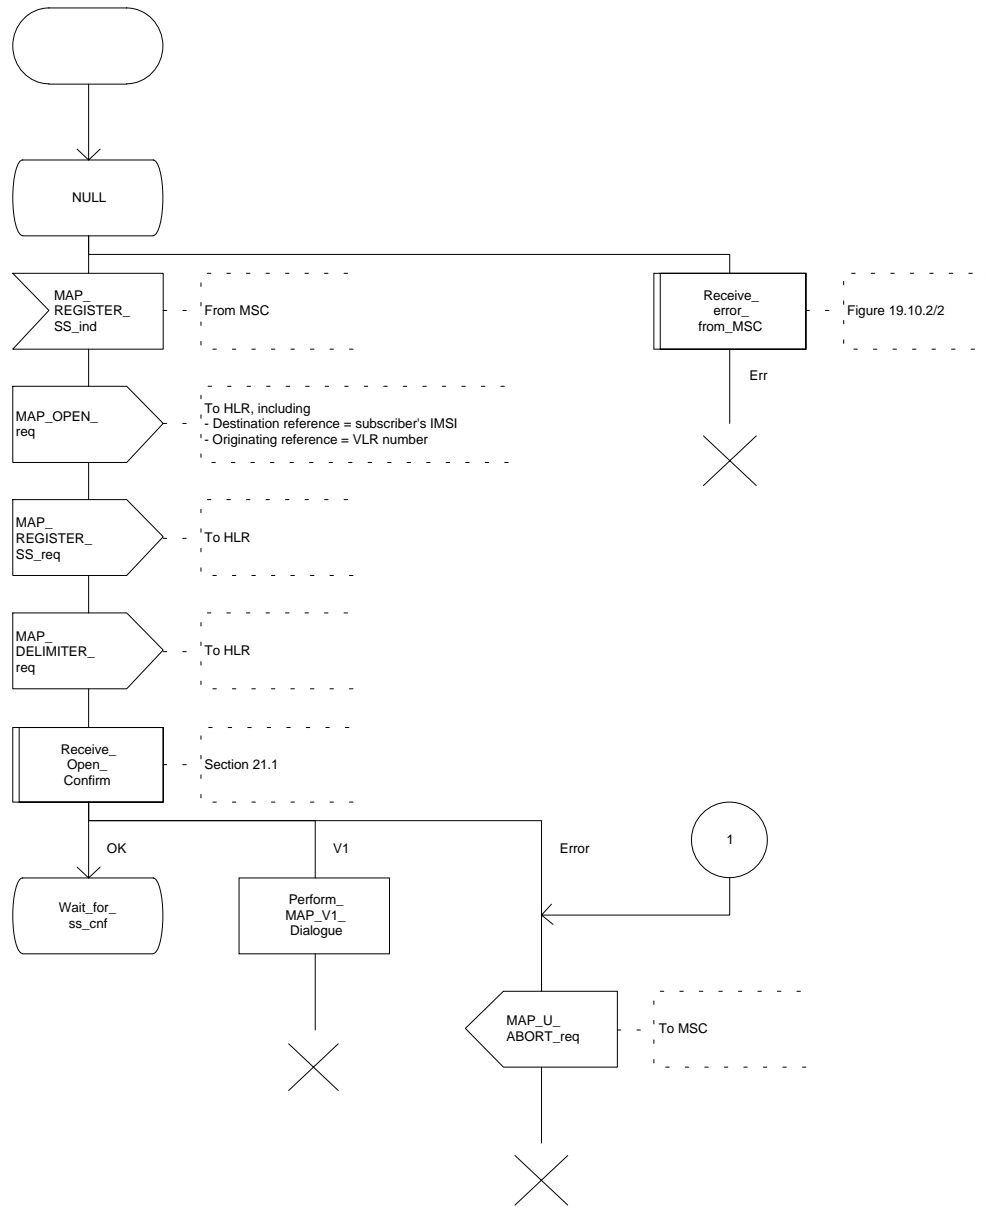 NULL
MAP_
REGISTER_
SS_ind
From MSC
Receive_
error_
from_MSC
Figure 19.10.2/2
Err
MAP_OPEN_
req
To HLR, including
- Destination reference = subscriber's IMSI
- Originating reference = VLR number
MAP_
REGISTER_
SS_req
To HLR
MAP_
DELIMITER_
req
To HLR
Receive_
Open_
Confirm
Section 21.1
OK
V1
Error
1
Wait_for_
ss_cnf
Perform_
MAP_V1_
Dialogue
MAP_U_
ABORT_req
To MSC